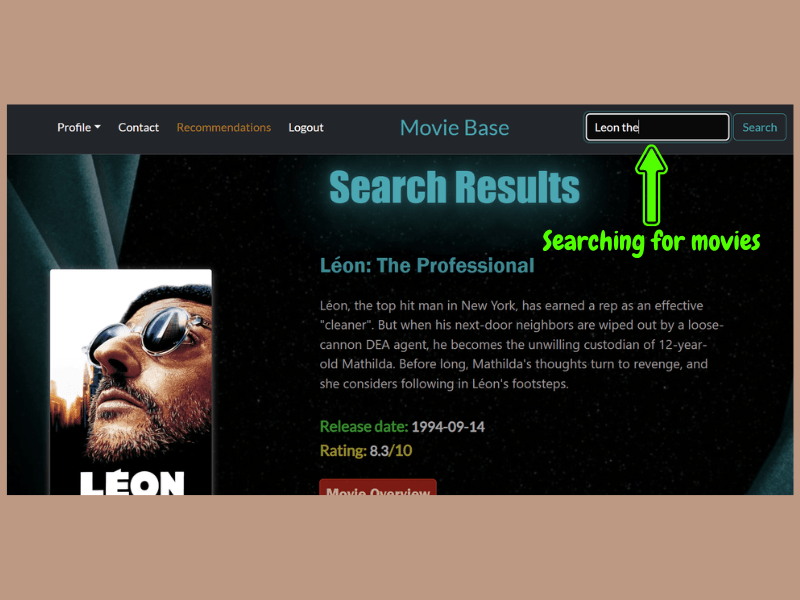 Profile Contact Recommendations Logout Movie Base Leon the Search
Search Results
Searching for movies
Léon: The Professional
Léon, the top hit man in New York, has earned a rep as an effective
"cleaner". But when his next-door neighbors are wiped out by a loose-
cannon DEA agent, he becomes the unwilling custodian of 12-year-
old Mathilda. Before long, Mathilda's thoughts turn to revenge, and
she considers following in Léon's footsteps.
Release date: 1994-09-14
Rating: 8.3/10
LÉON
Movie Overview